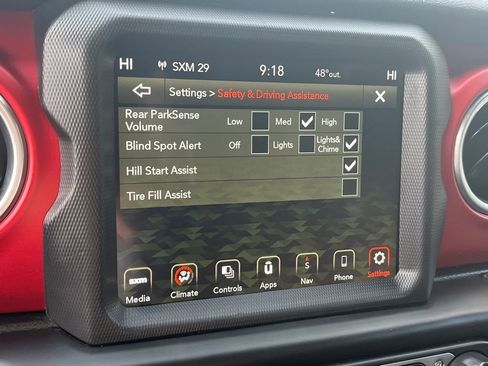 HI SXM 29 9:18 48° out. HI
Settings > Safety & Driving Assistance X
Rear ParkSense Volume Low Med High
Blind Spot Alert Off Lights Lights& Chime
Hill Start Assist
Tire Fill Assist
sxm S
Media Climate Controls Apps Nav Phone Settings